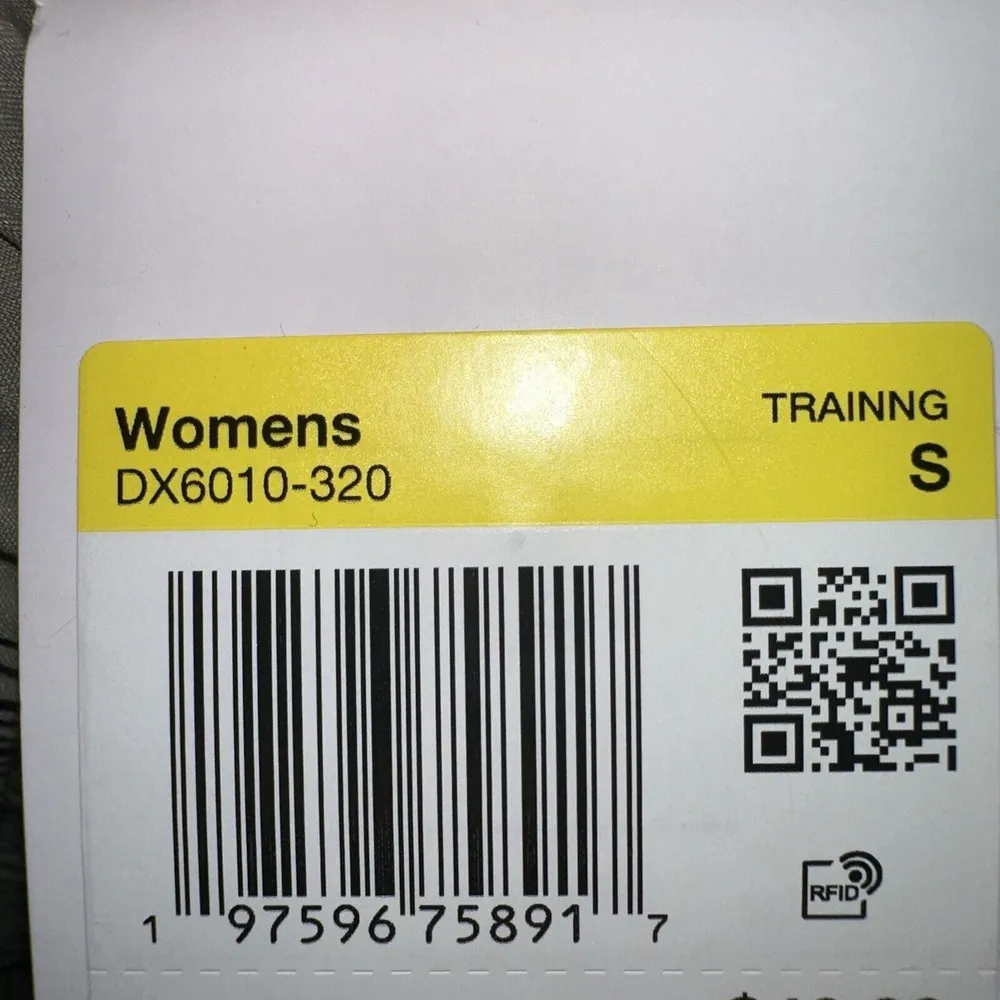 Womens
TRAINNG
DX6010-320
S
RFID
1 97596 75891 7